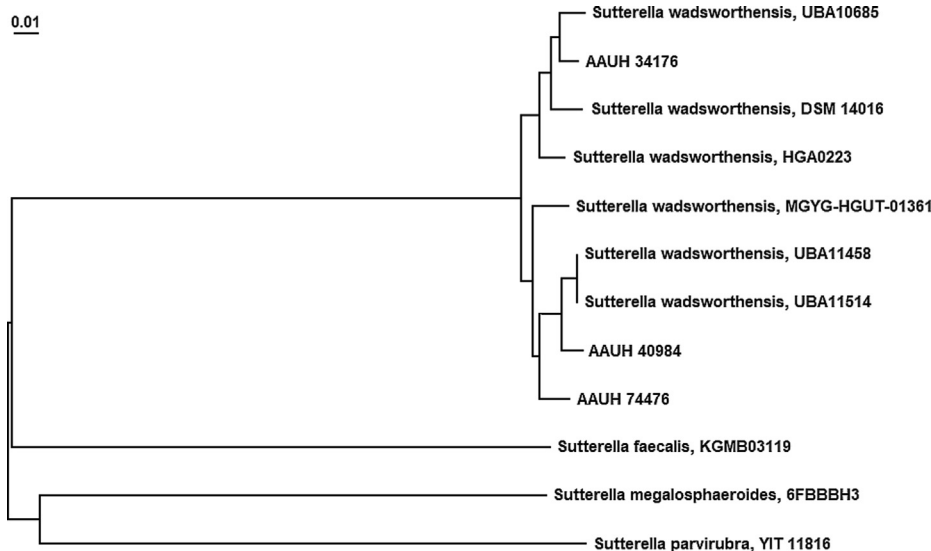 0.01
Sutterella wadsworthensis, UBA10685
AAUH 34176
Sutterella wadsworthensis, DSM 14016
Sutterella wadsworthensis, HGA0223
Sutterella wadsworthensis, MGYG-HGUT-01361
Sutterella wadsworthensis, UBA11458
Sutterella wadsworthensis, UBA11514
AAUH 40984
AAUH 74476
Sutterella faecalis, KGMB03119
Sutterella megalosphaeroides, 6FBBBH3
Sutterella parvirubra, YIT 11816